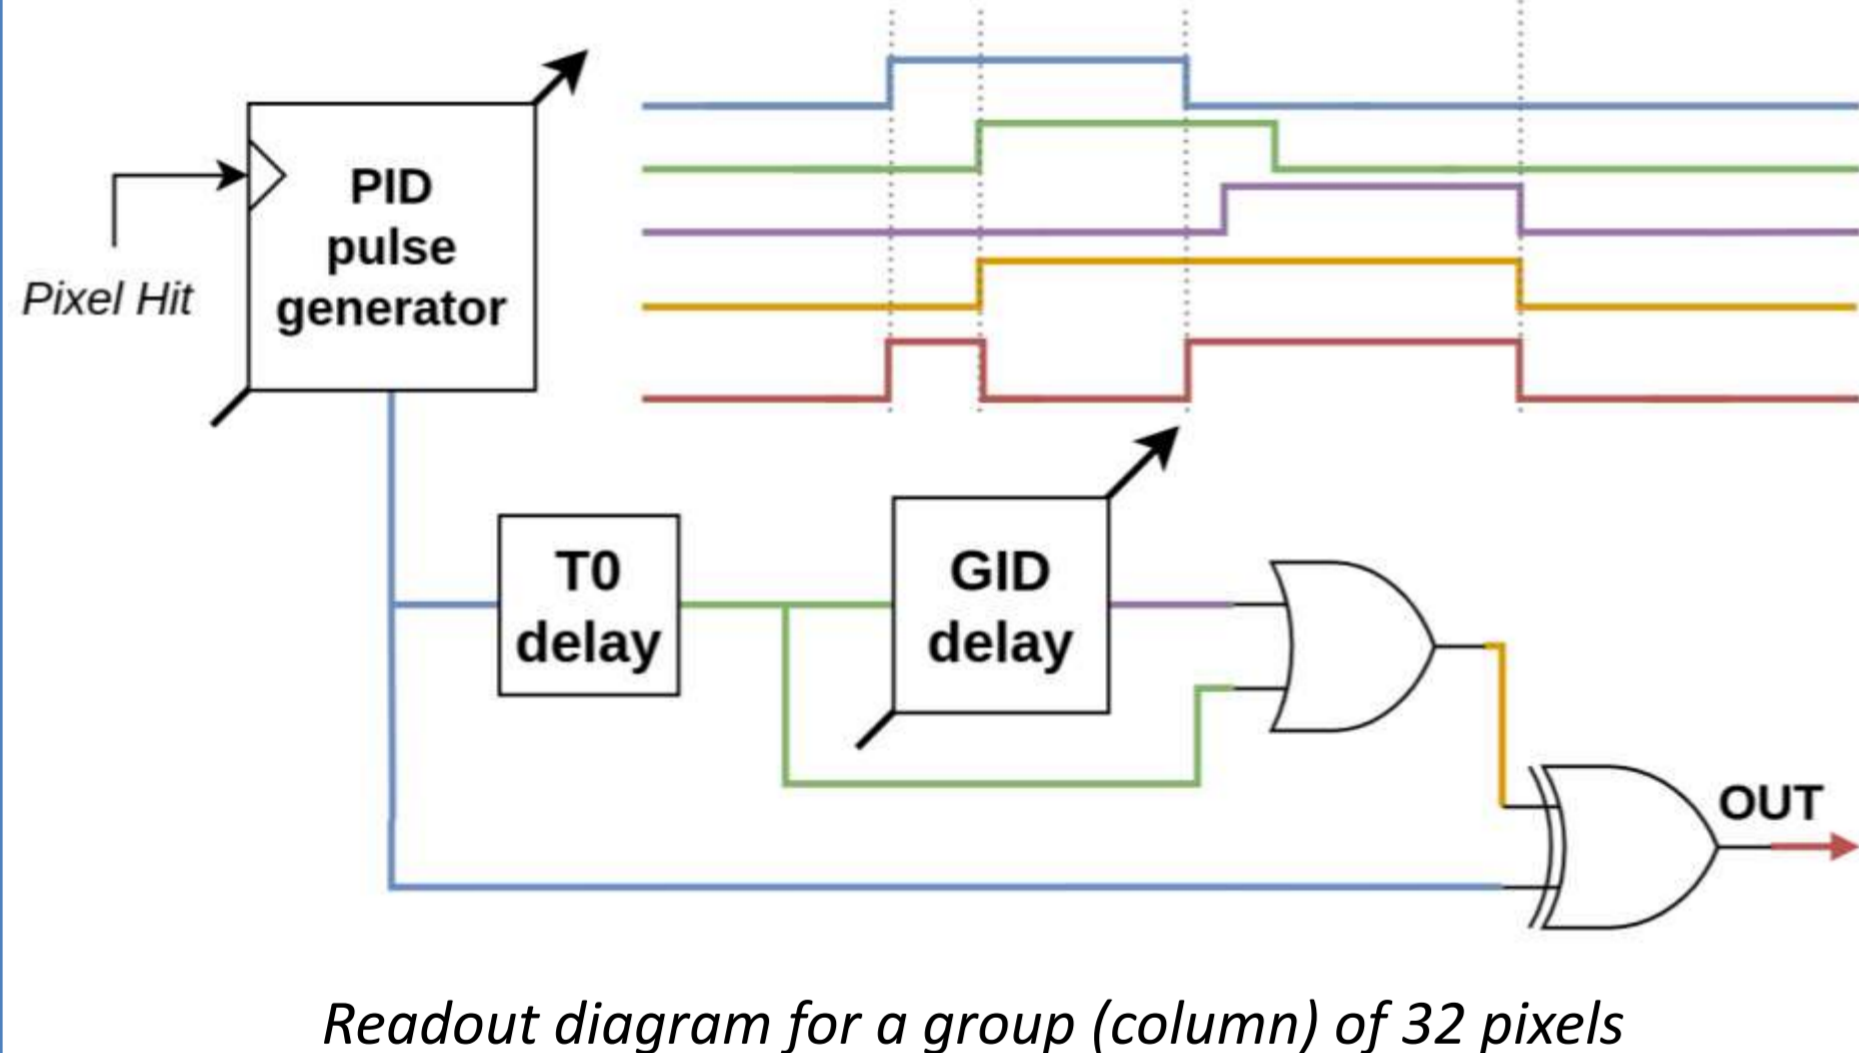 PID
pulse
generator
Pixel Hit
T0
delay
GID
delay
OUT
Readout diagram for a group (column) of 32 pixels